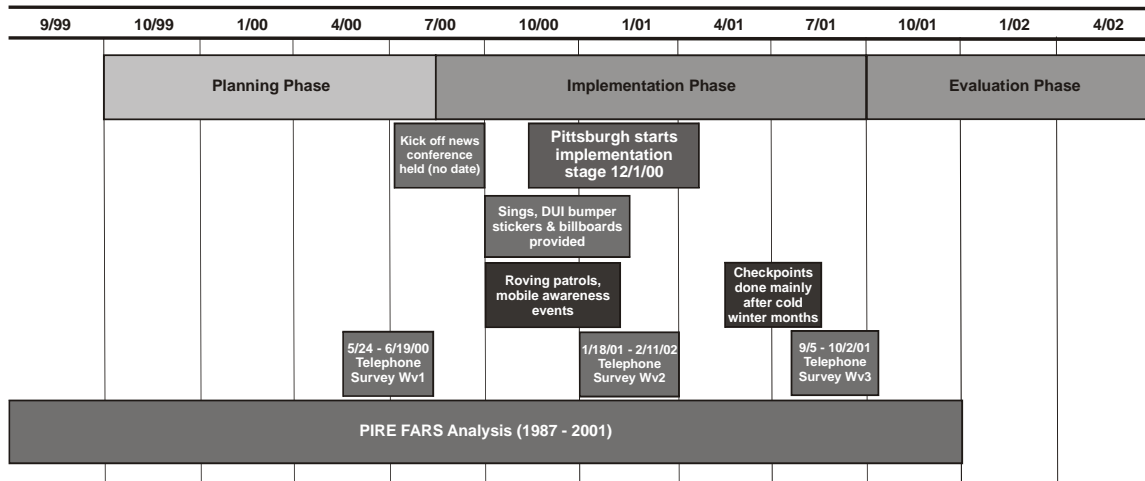 9/99 10/99 1/00 4/00 7/00 10/00 1/01 4/01 7/01 10/01 1/02 4/02
Planning Phase
Implementation Phase
Evaluation Phase
Kick off news
conference
held (no date)
Pittsburgh starts
implementation
stage 12/1/00
Sings, DUI bumper
stickers & billboards
provided
Roving patrols,
mobile awareness
events
Checkpoints
done mainly
after cold
winter months
5/24 - 6/19/00
Telephone
Survey Wv1
1/18/01 - 2/11/02
Telephone
Survey Wv2
9/5 - 10/2/01
Telephone
Survey Wv3
PIRE FARS Analysis (1987 - 2001)